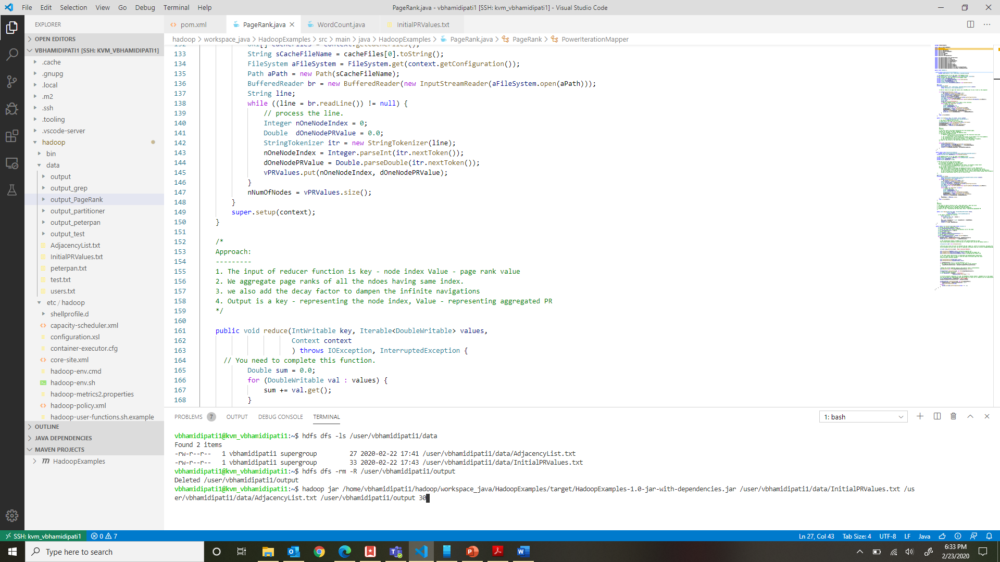 File Edit Selection View Go Debug Terminal Help
PageRank.java - vbhamidipati1 [SSH: kvm_vbhamidipati1] - Visual Studio Code
EXPLORER
OPEN EDITORS
VBHAMIDIPATI1 [SSH: KVM_VBHAMIDIPATI1]
.cache
.gnupg
.local
.m2
.ssh
.tooling
.vscode-server
hadoop
bin
data
output
output_grep
output_PageRank
output_partitioner
output_peterpan
output_test
AdjacencyList.txt
InitialPRValues.txt
peterpan.txt
test.txt
users.txt
etc / hadoop
shellprofile.d
capacity-scheduler.xml
configuration.xsl
container-executor.cfg
core-site.xml
hadoop-env.cmd
hadoop-env.sh
hadoop-metrics2.properties
hadoop-policy.xml
hadoop-user-functions.sh.example
OUTLINE
JAVA DEPENDENCIES
MAVEN PROJECTS
HadoopExamples
pom.xml PageRank.java WordCount.java InitialPRValues.txt
hadoop > workspace_java > HadoopExamples > src > main > java > HadoopExamples > PageRank.java > PageRank > PowerIterationMapper
132 URI[] cacheFiles = context.getCacheFiles();
133 String sCacheFileName = cacheFiles[0].toString();
134 FileSystem aFileSystem = FileSystem.get(context.getConfiguration());
135 Path aPath = new Path(sCacheFileName);
136 BufferedReader br = new BufferedReader(new InputStreamReader(aFileSystem.open(aPath)));
137 String line;
138 while ((line = br.readLine()) != null) {
139 // process the line.
140 Integer nOneNodeIndex = 0;
141 Double  dOneNodePRValue = 0.0;
142 StringTokenizer itr = new StringTokenizer(line);
143 nOneNodeIndex = Integer.parseInt(itr.nextToken());
144 dOneNodePRValue = Double.parseDouble(itr.nextToken());
145 vPRValues.put(nOneNodeIndex, dOneNodePRValue);
146 }
147 nNumOfNodes = vPRValues.size();
148 }
149 super.setup(context);
150 }
151
152 /*
153 Approach:
154 ---------
155 1. The input of reducer function is key - node index Value - page rank value
156 2. We aggregate page ranks of all the ndoes having same index.
157 3. we also add the decay factor to dampen the infinite navigations
158 4. Output is a key - representing the node index, Value - representing aggregated PR
159 */
160
161 public void reduce(IntWritable key, Iterable<DoubleWritable> values,
162 Context context
163 ) throws IOException, InterruptedException {
164 // You need to complete this function.
165 Double sum = 0.0;
166 for (DoubleWritable val : values) {
167 sum += val.get();
168 }
PROBLEMS 7 OUTPUT DEBUG CONSOLE TERMINAL
1: bash
vbhamidipati1@kvm_vbhamidipati1:~$ hdfs dfs -ls /user/vbhamidipati1/data
Found 2 items
-rw-r--r--   1 vbhamidipati1 supergroup         27 2020-02-22 17:41 /user/vbhamidipati1/data/AdjacencyList.txt
-rw-r--r--   1 vbhamidipati1 supergroup         33 2020-02-22 17:43 /user/vbhamidipati1/data/InitialPRValues.txt
vbhamidipati1@kvm_vbhamidipati1:~$ hdfs dfs -rm -R /user/vbhamidipati1/output
Deleted /user/vbhamidipati1/output
vbhamidipati1@kvm_vbhamidipati1:~$ hadoop jar /home/vbhamidipati1/hadoop/workspace_java/HadoopExamples/target/HadoopExamples-1.0-jar-with-dependencies.jar /user/vbhamidipati1/data/InitialPRValues.txt /us
er/vbhamidipati1/data/AdjacencyList.txt /user/vbhamidipati1/output 30
SSH: kvm_vbhamidipati1 0 7
Ln 27, Col 43 Tab Size: 4 UTF-8 LF Java
Type here to search
6:33 PM
2/23/2020